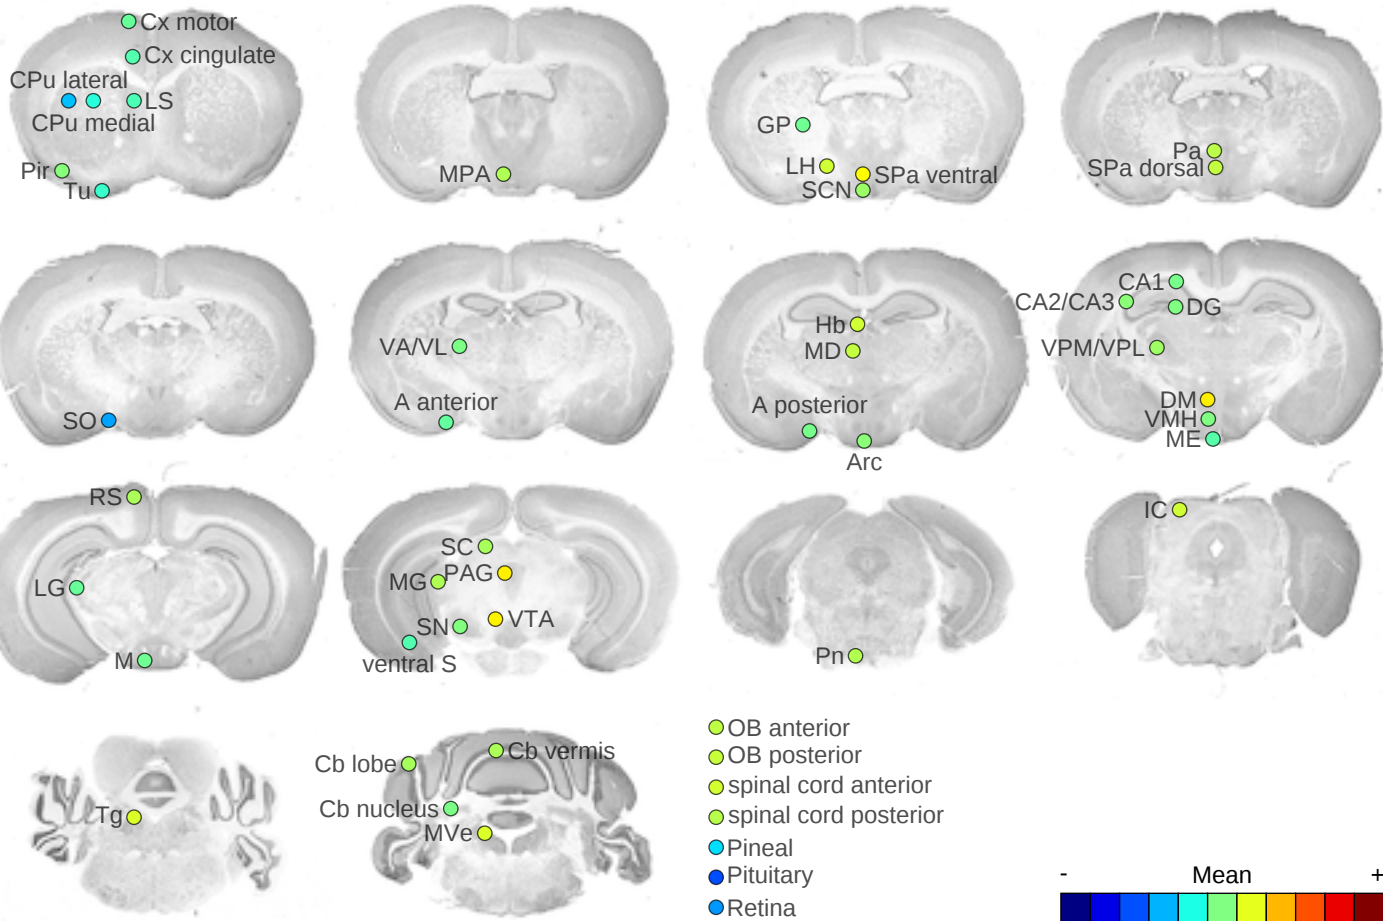 Cx motor
Cx cingulate
CPu lateral
LS
CPu medial
Pir
Tu
MPA
GP
LH
SPa ventral
SCN
Pa
SPa dorsal
SO
VA/VL
A anterior
Hb
MD
A posterior
Arc
CA1
CA2/CA3
DG
VPM/VPL
DM
VMH
ME
RS
LG
M
SC
PAG
MG
VTA
SN
ventral S
Pn
IC
Tg
Cb vermis
Cb lobe
Cb nucleus
MVe
OB anterior
OB posterior
spinal cord anterior
spinal cord posterior
Pineal
Pituitary
Retina
- Mean +